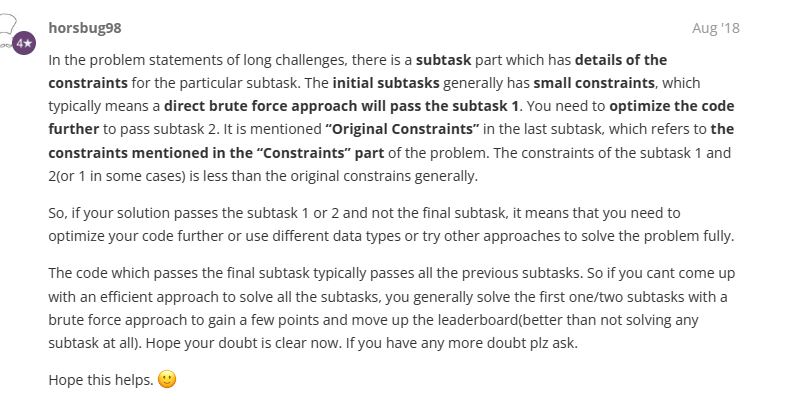 horsbug98
Aug '18
4★
In the problem statements of long challenges, there is a subtask part which has details of the
constraints for the particular subtask. The initial subtasks generally has small constraints, which
typically means a direct brute force approach will pass the subtask 1. You need to optimize the code
further to pass subtask 2. It is mentioned “Original Constraints” in the last subtask, which refers to the
constraints mentioned in the “Constraints” part of the problem. The constraints of the subtask 1 and
2(or 1 in some cases) is less than the original constrains generally.
So, if your solution passes the subtask 1 or 2 and not the final subtask, it means that you need to
optimize your code further or use different data types or try other approaches to solve the problem fully.
The code which passes the final subtask typically passes all the previous subtasks. So if you cant come up
with an efficient approach to solve all the subtasks, you generally solve the first one/two subtasks with a
brute force approach to gain a few points and move up the leaderboard(better than not solving any
subtask at all). Hope your doubt is clear now. If you have any more doubt plz ask.
Hope this helps. 🙂